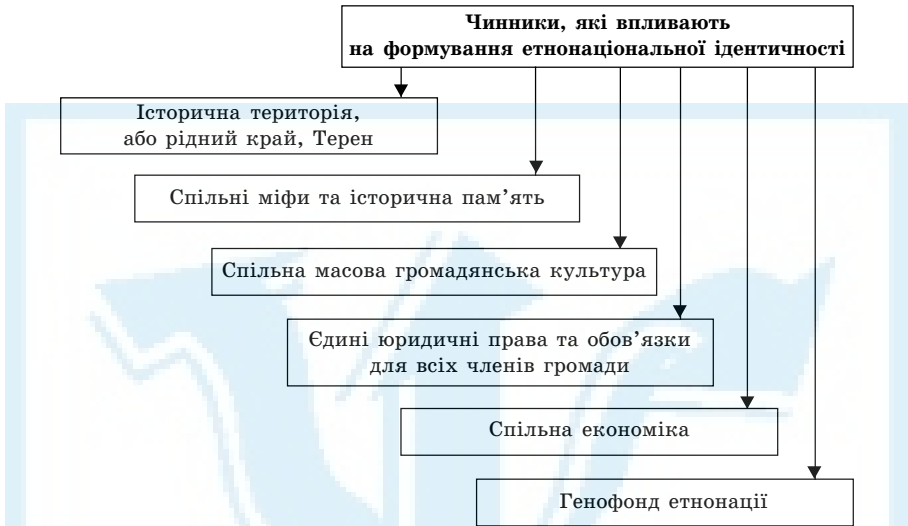 Чинники, які впливають
на формування етнонаціональної ідентичності
Історична територія,
або рідний край, Терен
Спільні міфи та історична пам’ять
Спільна масова громадянська культура
Єдині юридичні права та обов’язки
для всіх членів громади
Спільна економіка
Генофонд етнонації